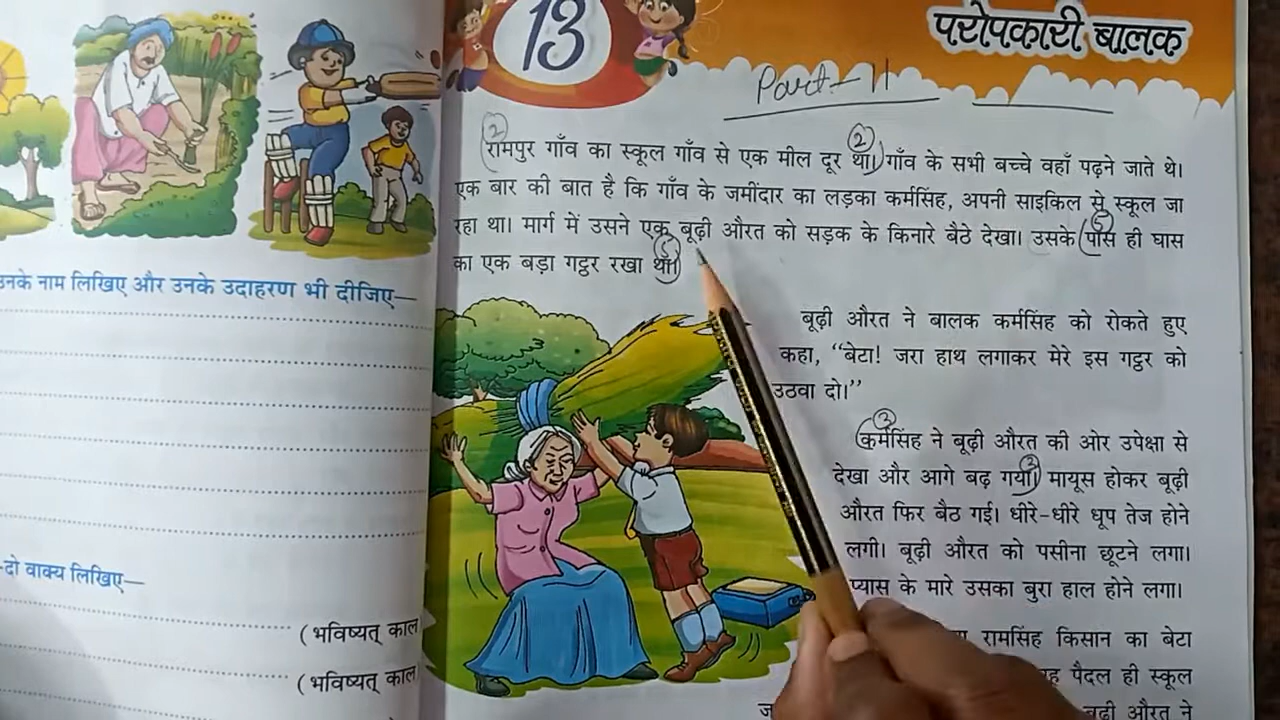 13
परोपकारी बालक
Part - 11
रामपुर गाँव का स्कूल गाँव से एक मील दूर था। गाँव के सभी बच्चे वहाँ पढ़ने जाते थे।
एक बार की बात है कि गाँव के जमींदार का लड़का कर्मसिंह, अपनी साइकिल से स्कूल जा
रहा था। मार्ग में उसने एक बूढ़ी औरत को सड़क के किनारे बैठे देखा। उसके पास ही घास
का एक बड़ा गट्ठर रखा था।
बूढ़ी औरत ने बालक कर्मसिंह को रोकते हुए
कहा, “बेटा! जरा हाथ लगाकर मेरे इस गट्ठर को
उठवा दो।”
कर्मसिंह ने बूढ़ी औरत की ओर उपेक्षा से
देखा और आगे बढ़ गया। मायूस होकर बूढ़ी
औरत फिर बैठ गई। धीरे-धीरे धूप तेज होने
लगी। बूढ़ी औरत को पसीना छूटने लगा।
प्यास के मारे उसका बुरा हाल होने लगा।
रामसिंह किसान का बेटा
पैदल ही स्कूल
बूढ़ी औरत ने
उनके नाम लिखिए और उनके उदाहरण भी दीजिए—
दो वाक्य लिखिए—
(भविष्यत् काल
(भविष्यत् काल